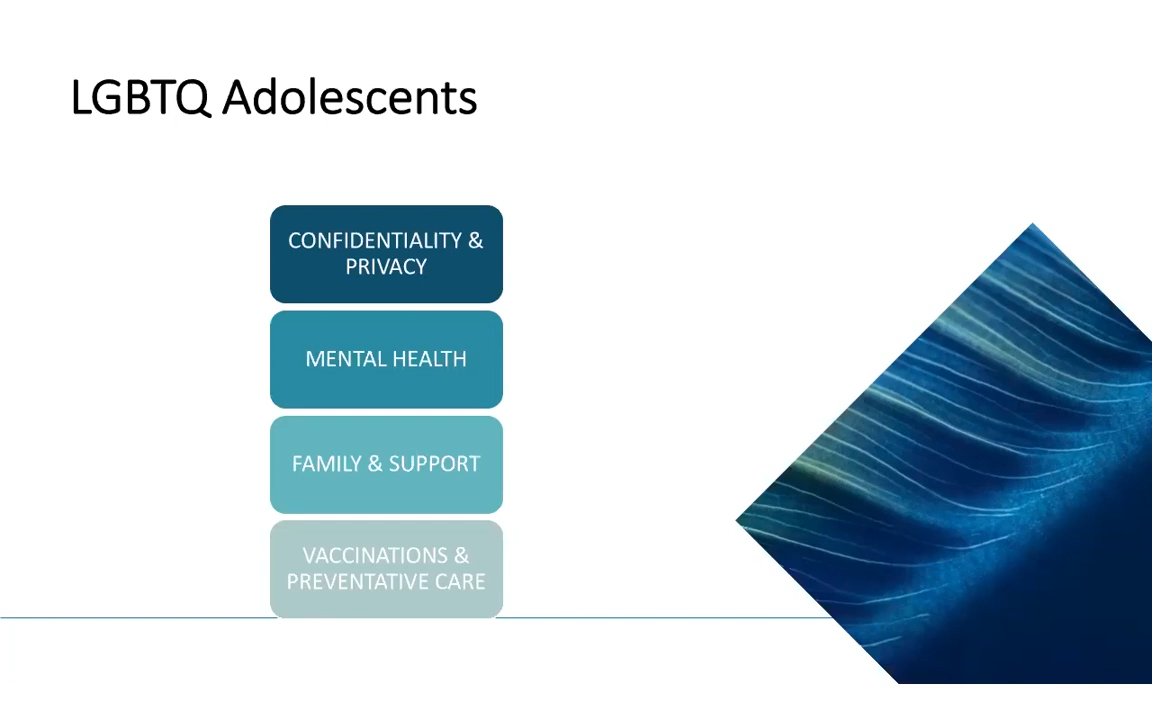 LGBTQ Adolescents
CONFIDENTIALITY &
PRIVACY
MENTAL HEALTH
FAMILY & SUPPORT
VACCINATIONS &
PREVENTATIVE CARE